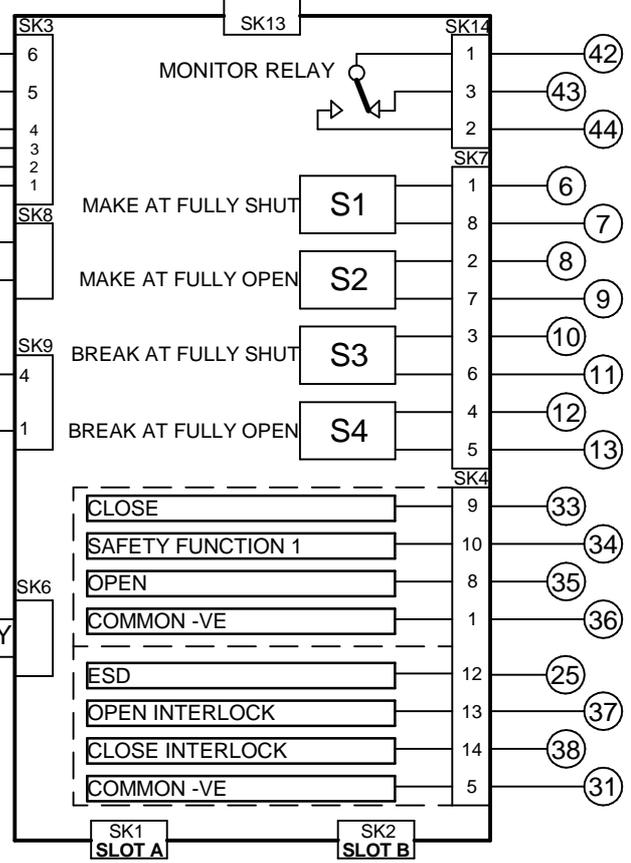 SK3
SK13
SK14
6
MONITOR RELAY
1
42
5
3
43
4
2
44
3
2
1
SK7
MAKE AT FULLY SHUT
S1
1
6
SK8
8
7
MAKE AT FULLY OPEN
S2
2
8
7
9
SK9
BREAK AT FULLY SHUT
S3
3
10
4
6
11
1
BREAK AT FULLY OPEN
S4
4
12
5
13
SK4
CLOSE
9
33
SAFETY FUNCTION 1
10
34
SK6
OPEN
8
35
Y
COMMON -VE
1
36
ESD
12
25
OPEN INTERLOCK
13
37
CLOSE INTERLOCK
14
38
COMMON -VE
5
31
SK1
SLOT A
SK2
SLOT B